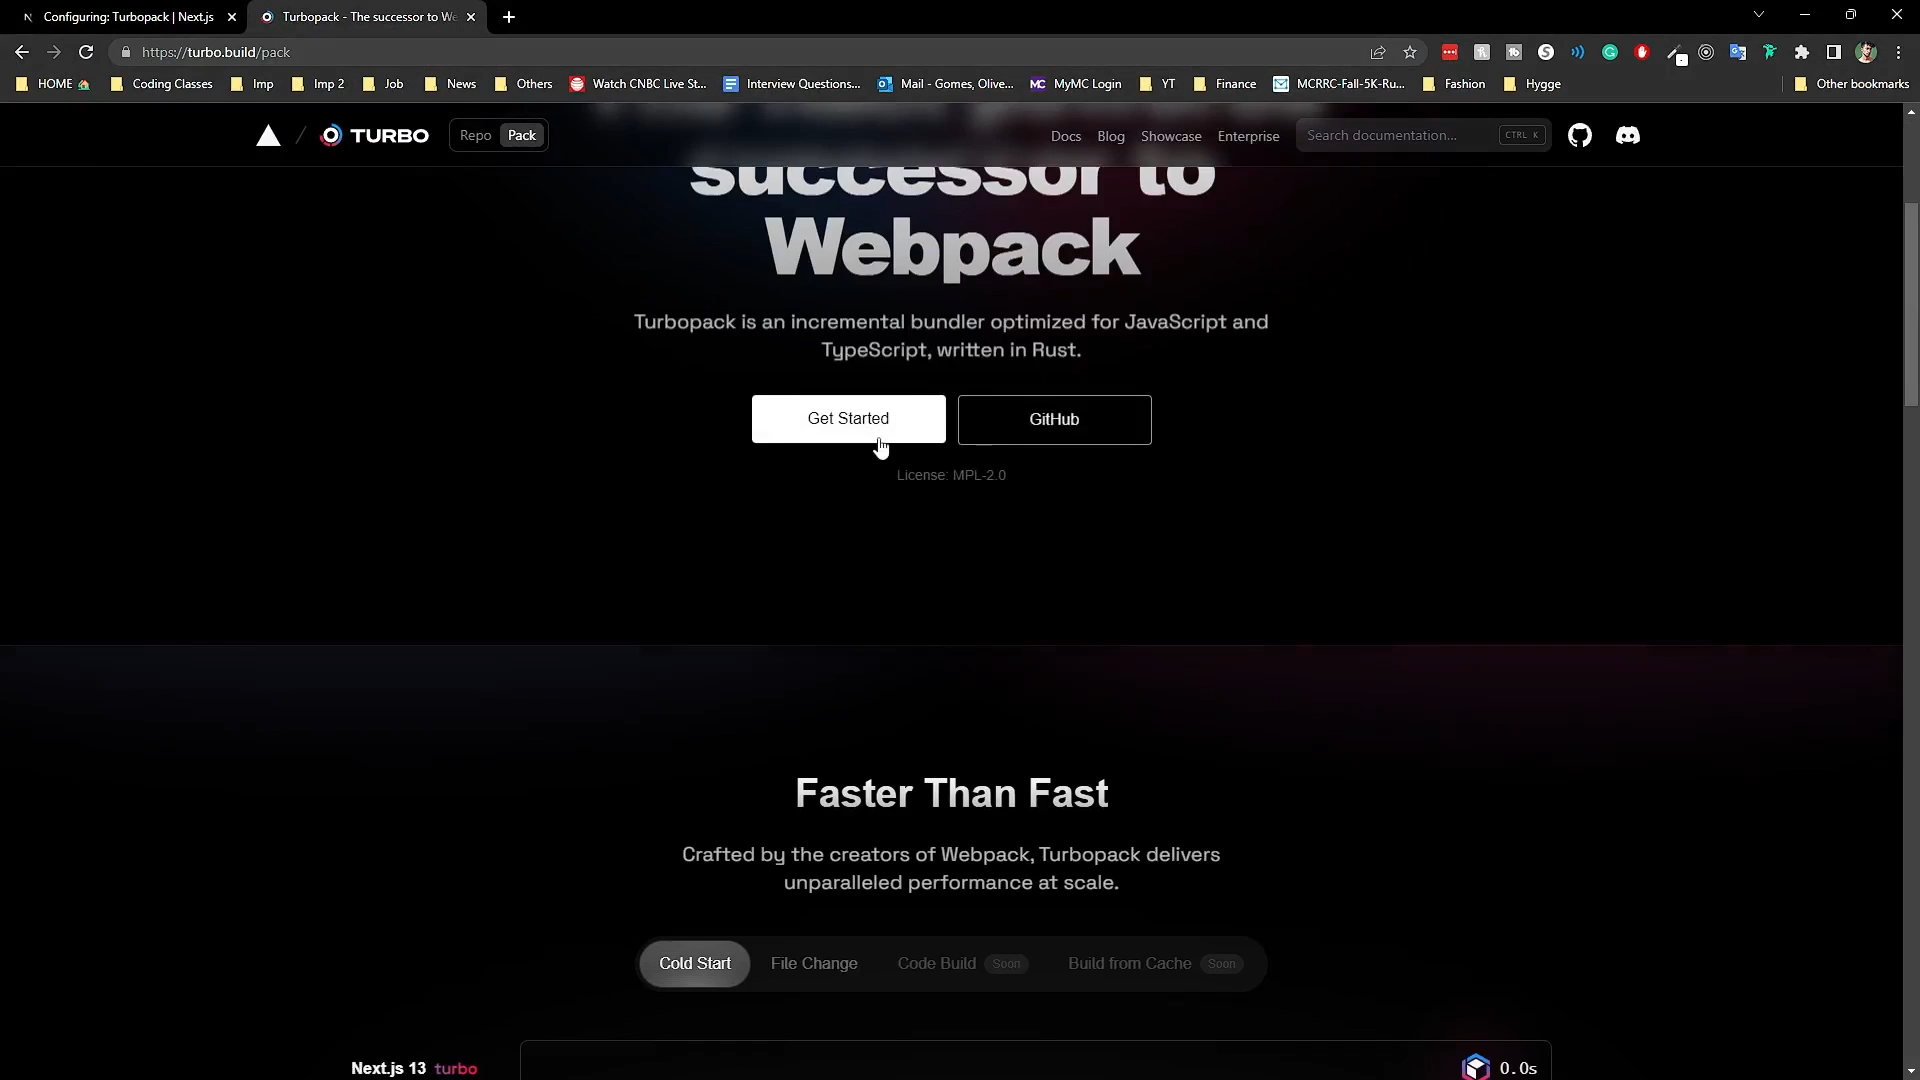 Configuring: Turbopack | Next.js
Turbopack - The successor to We
https://turbo.build/pack
HOME
Coding Classes
Imp
Imp 2
Job
News
Others
Watch CNBC Live St...
Interview Questions...
Mail - Gomes, Olive...
MC MyMC Login
YT
Finance
MCRRC-Fall-5K-Ru...
Fashion
Hygge
Other bookmarks
TURBO
Repo
Pack
Docs
Blog
Showcase
Enterprise
Search documentation...
CTRL K
successor to
Webpack
Turbopack is an incremental bundler optimized for JavaScript and
TypeScript, written in Rust.
Get Started
GitHub
License: MPL-2.0
Faster Than Fast
Crafted by the creators of Webpack, Turbopack delivers
unparalleled performance at scale.
Cold Start
File Change
Code Build Soon
Build from Cache Soon
Next.js 13 turbo
0.0s